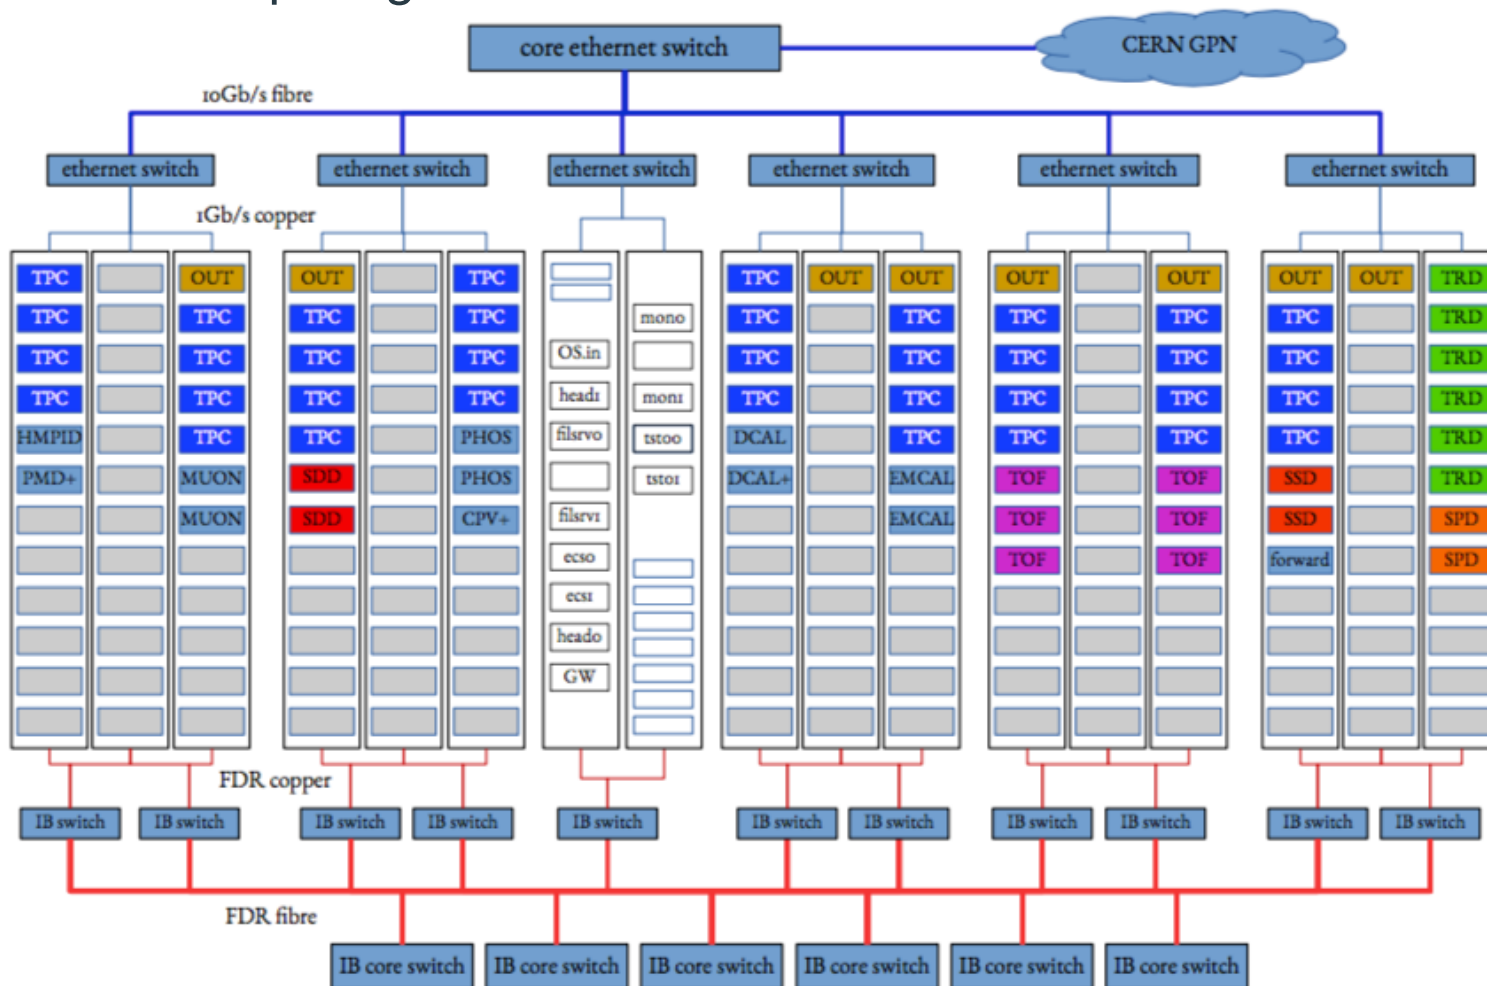 core ethernet switch
CERN GPN
10Gb/s fibre
ethernet switch
ethernet switch
ethernet switch
ethernet switch
ethernet switch
ethernet switch
1Gb/s copper
TPC OUT OUT TPC TPC OUT OUT OUT OUT OUT OUT TRD
TPC TPC TPC TPC mon0 TPC TPC TPC TPC TPC TRD
TPC TPC TPC TPC OS.in TPC TPC TPC TPC TPC TRD
TPC TPC TPC TPC head1 mon1 TPC TPC TPC TPC TPC TRD
HMPID TPC TPC PHOS filsrv0 tst00 DCAL TPC TPC TPC TPC TRD
PMD+ MUON SDD PHOS tst01 DCAL+ EMCAL TOF TOF SSD TRD
MUON SDD CPV+ filsrv1 EMCAL TOF TOF SSD SPD
ecs0 TOF TOF forward SPD
ecs1
head0
GW
FDR copper
IB switch
IB switch
IB switch
IB switch
IB switch
IB switch
IB switch
IB switch
IB switch
IB switch
IB switch
FDR fibre
IB core switch
IB core switch
IB core switch
IB core switch
IB core switch
IB core switch